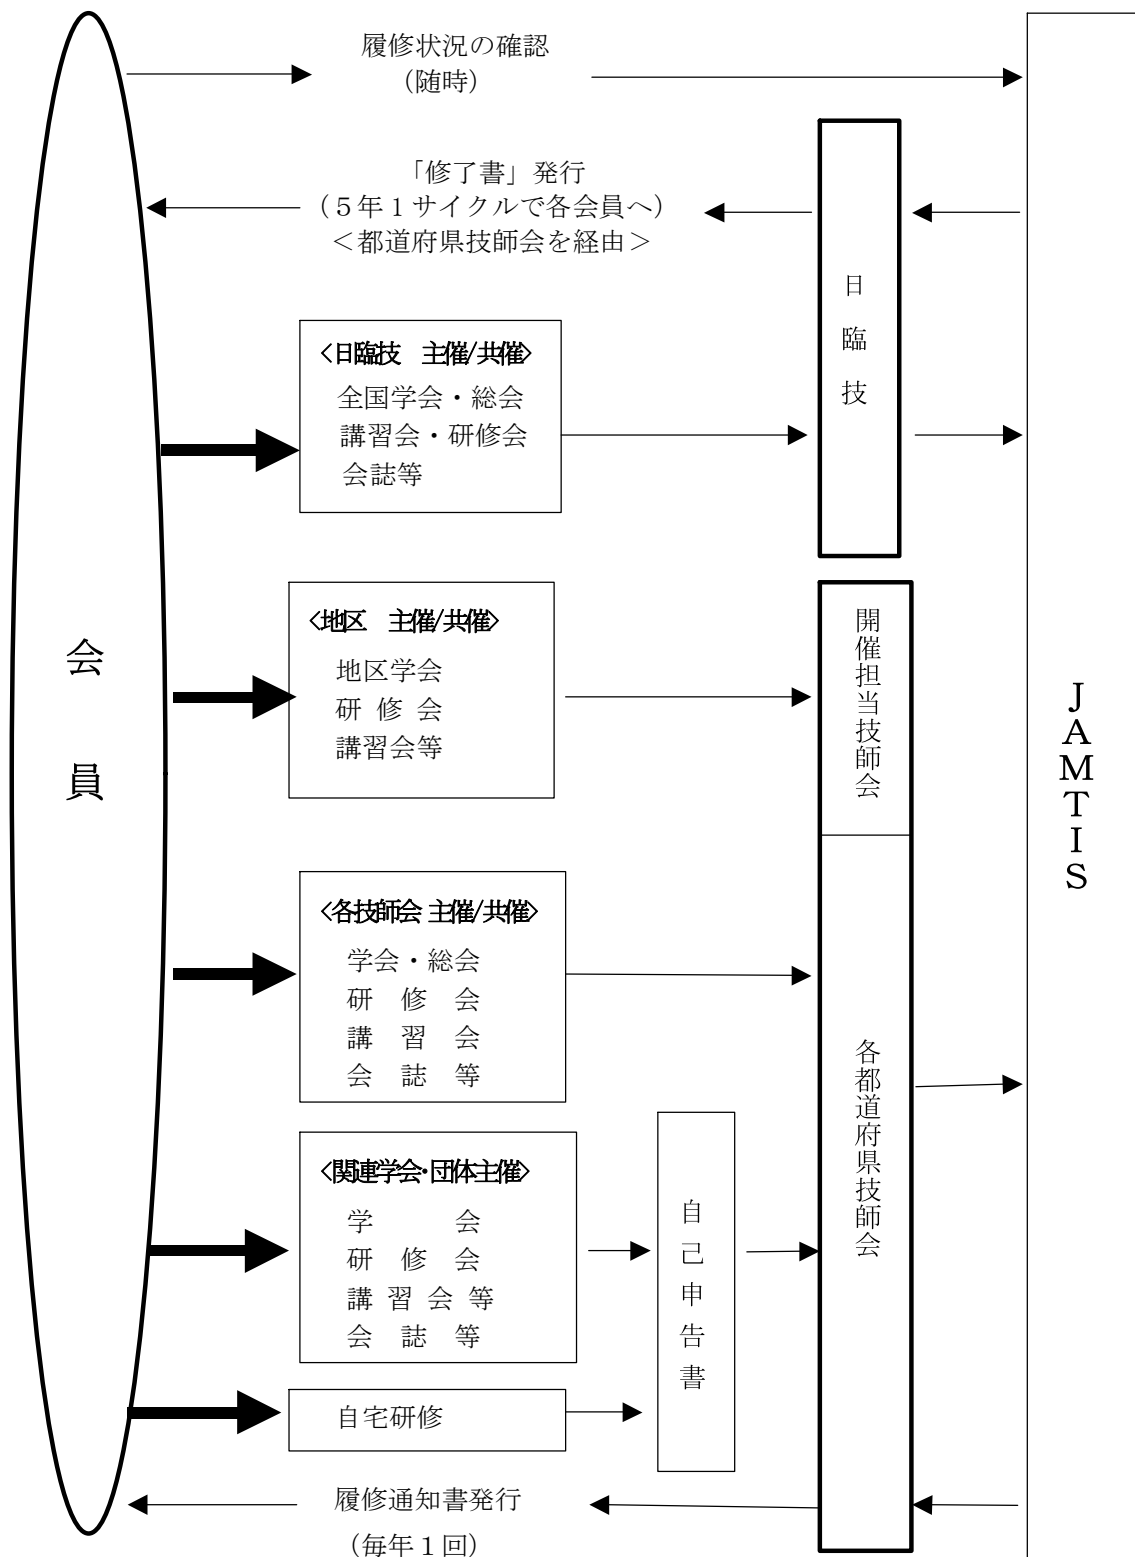 履修状況の確認
（随時）
「修了書」発行
（５年１サイクルで各会員へ）
＜都道府県技師会を経由＞
日臨技
<日臨技　主催/共催>
全国学会・総会
講習会・研修会
会誌等
会員
<地区　主催/共催>
地区学会
研 修 会
講習会等
開催担当技師会
JAMTIS
<各技師会 主催/共催>
学会・総会
研　修　会
講　習　会
会　誌　等
各都道府県技師会
<関連学会・団体主催>
学　　　会
研　修　会
講 習 会 等
会　誌　等
自己申告書
自宅研修
履修通知書発行
（毎年１回）